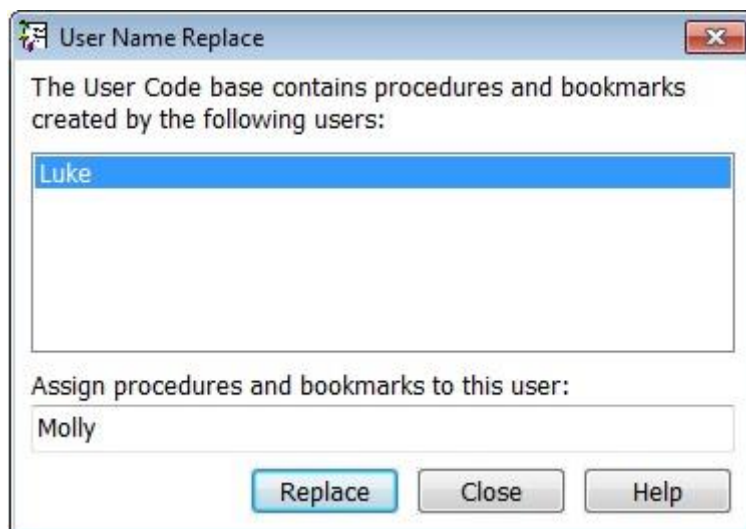 User Name Replace
The User Code base contains procedures and bookmarks
created by the following users:
Luke
Assign procedures and bookmarks to this user:
Molly
Replace Close Help